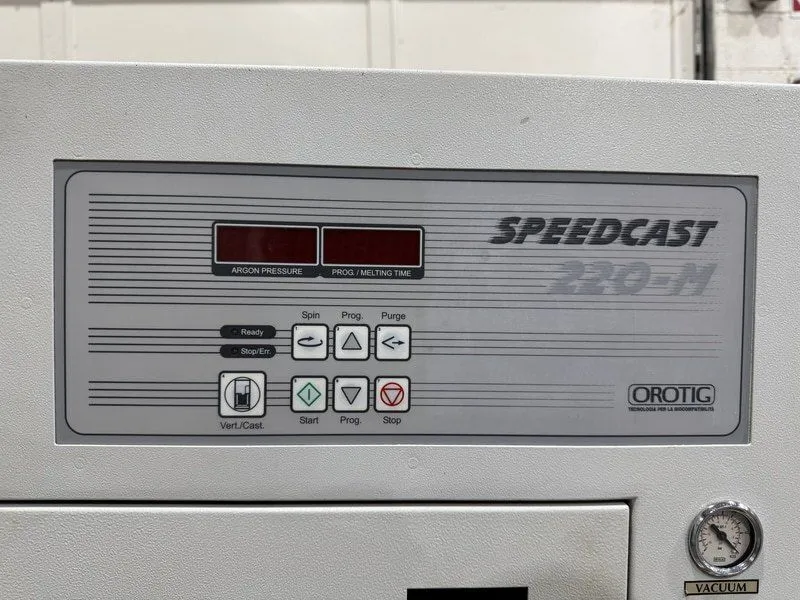 SPEEDCAST
220-M
ARGON PRESSURE PROG. / MELTING TIME
Spin Prog. Purge
Ready
Stop/Err.
Vert./Cast. Start Prog. Stop
OROTIG
TECNOLOGIA PER LA BIOCOMPATIBILITÀ
VACUUM